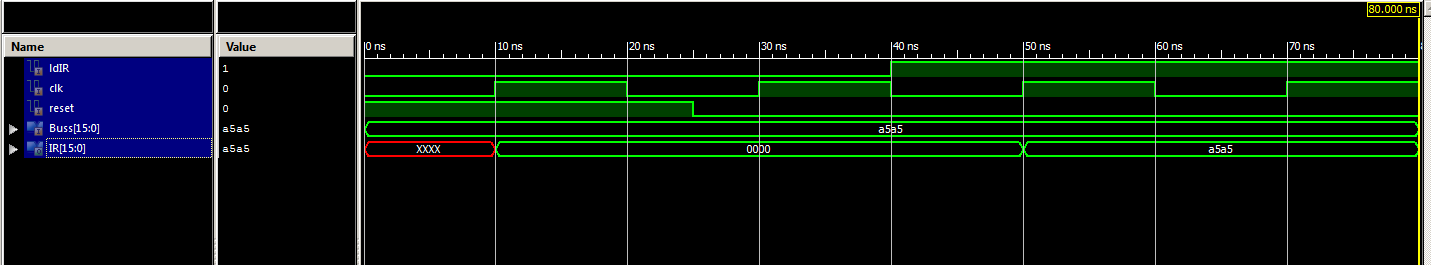 80.000 ns
Name Value
0 ns 10 ns 20 ns 30 ns 40 ns 50 ns 60 ns 70 ns
ldIR 1
clk 0
reset 0
Buss[15:0] a5a5 a5a5
IR[15:0] a5a5 XXXX 0000 a5a5